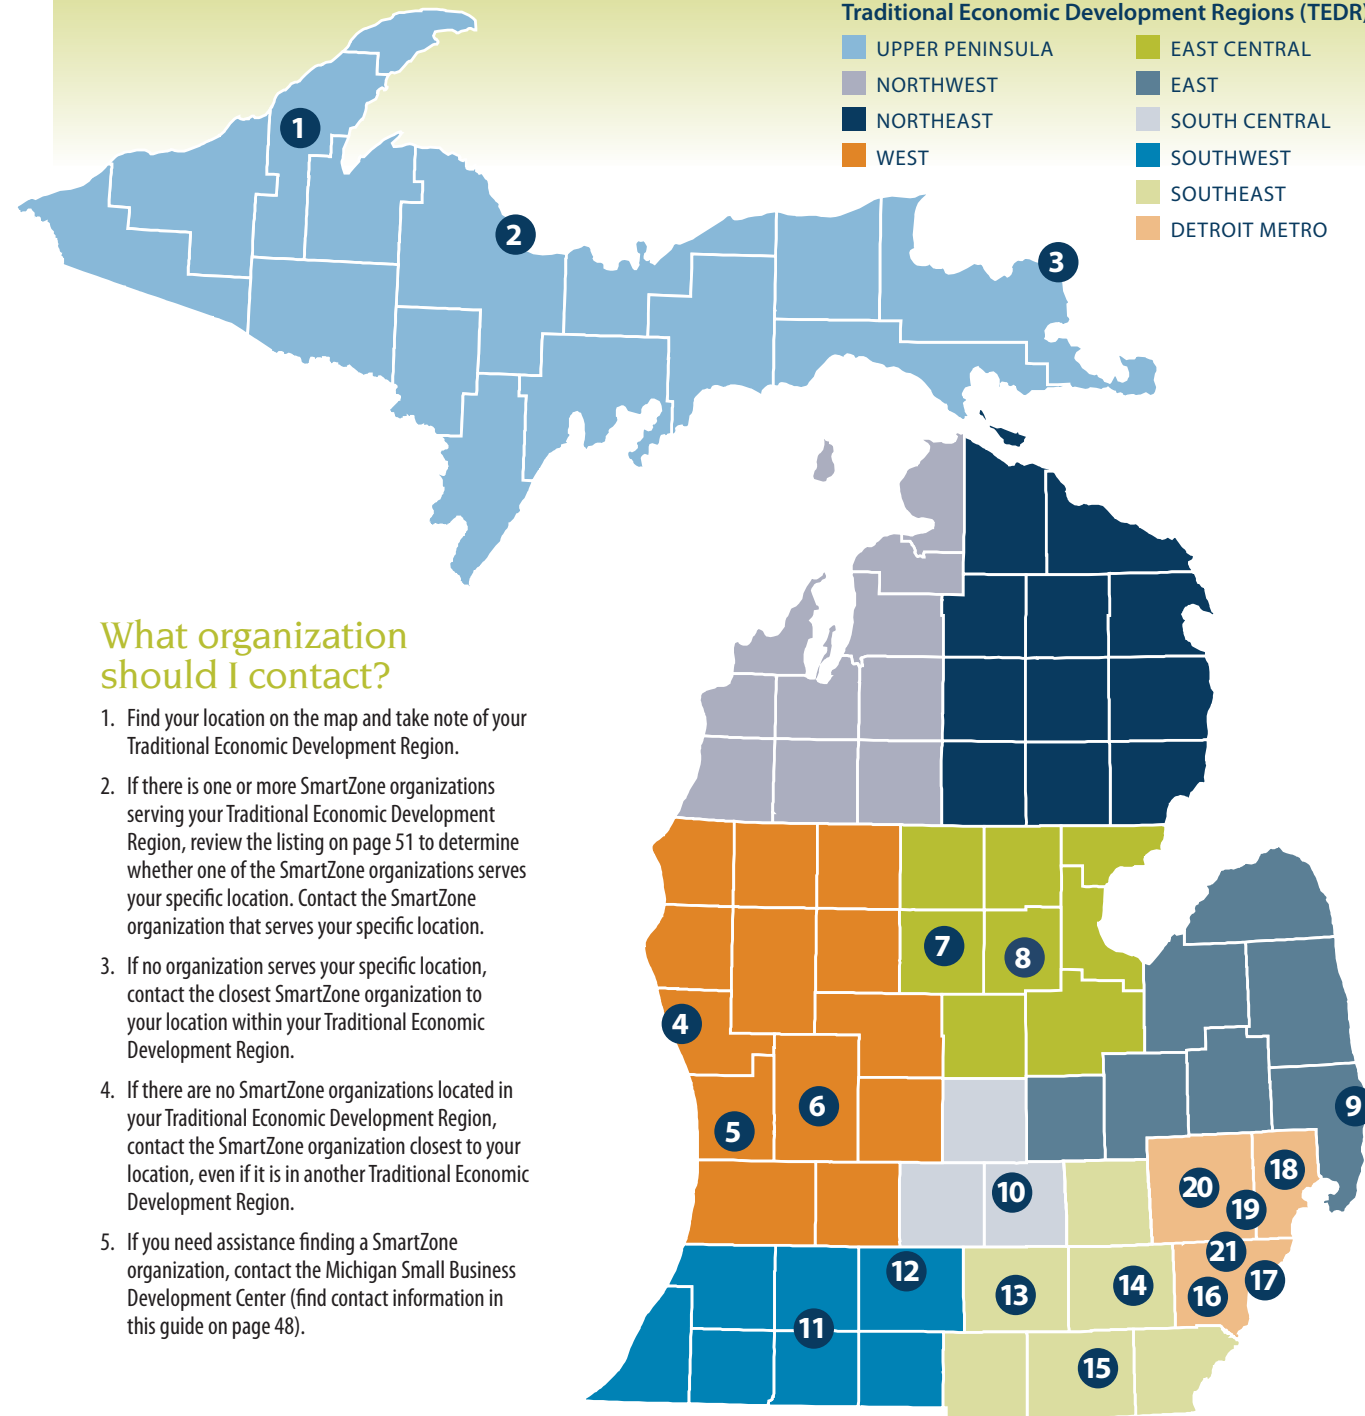 Traditional Economic Development Regions (TEDR)
UPPER PENINSULA
NORTHWEST
NORTHEAST
WEST
EAST CENTRAL
EAST
SOUTH CENTRAL
SOUTHWEST
SOUTHEAST
DETROIT METRO
1
2
3
What organization
should I contact?
1. Find your location on the map and take note of your
Traditional Economic Development Region.
2. If there is one or more SmartZone organizations
serving your Traditional Economic Development
Region, review the listing on page 51 to determine
whether one of the SmartZone organizations serves
your specific location. Contact the SmartZone
organization that serves your specific location.
3. If no organization serves your specific location,
contact the closest SmartZone organization to
your location within your Traditional Economic
Development Region.
4. If there are no SmartZone organizations located in
your Traditional Economic Development Region,
contact the SmartZone organization closest to your
location, even if it is in another Traditional Economic
Development Region.
5. If you need assistance finding a SmartZone
organization, contact the Michigan Small Business
Development Center (find contact information in
this guide on page 48).
7
8
4
6
5
9
10
20
18
19
21
12
13
14
16
17
11
15